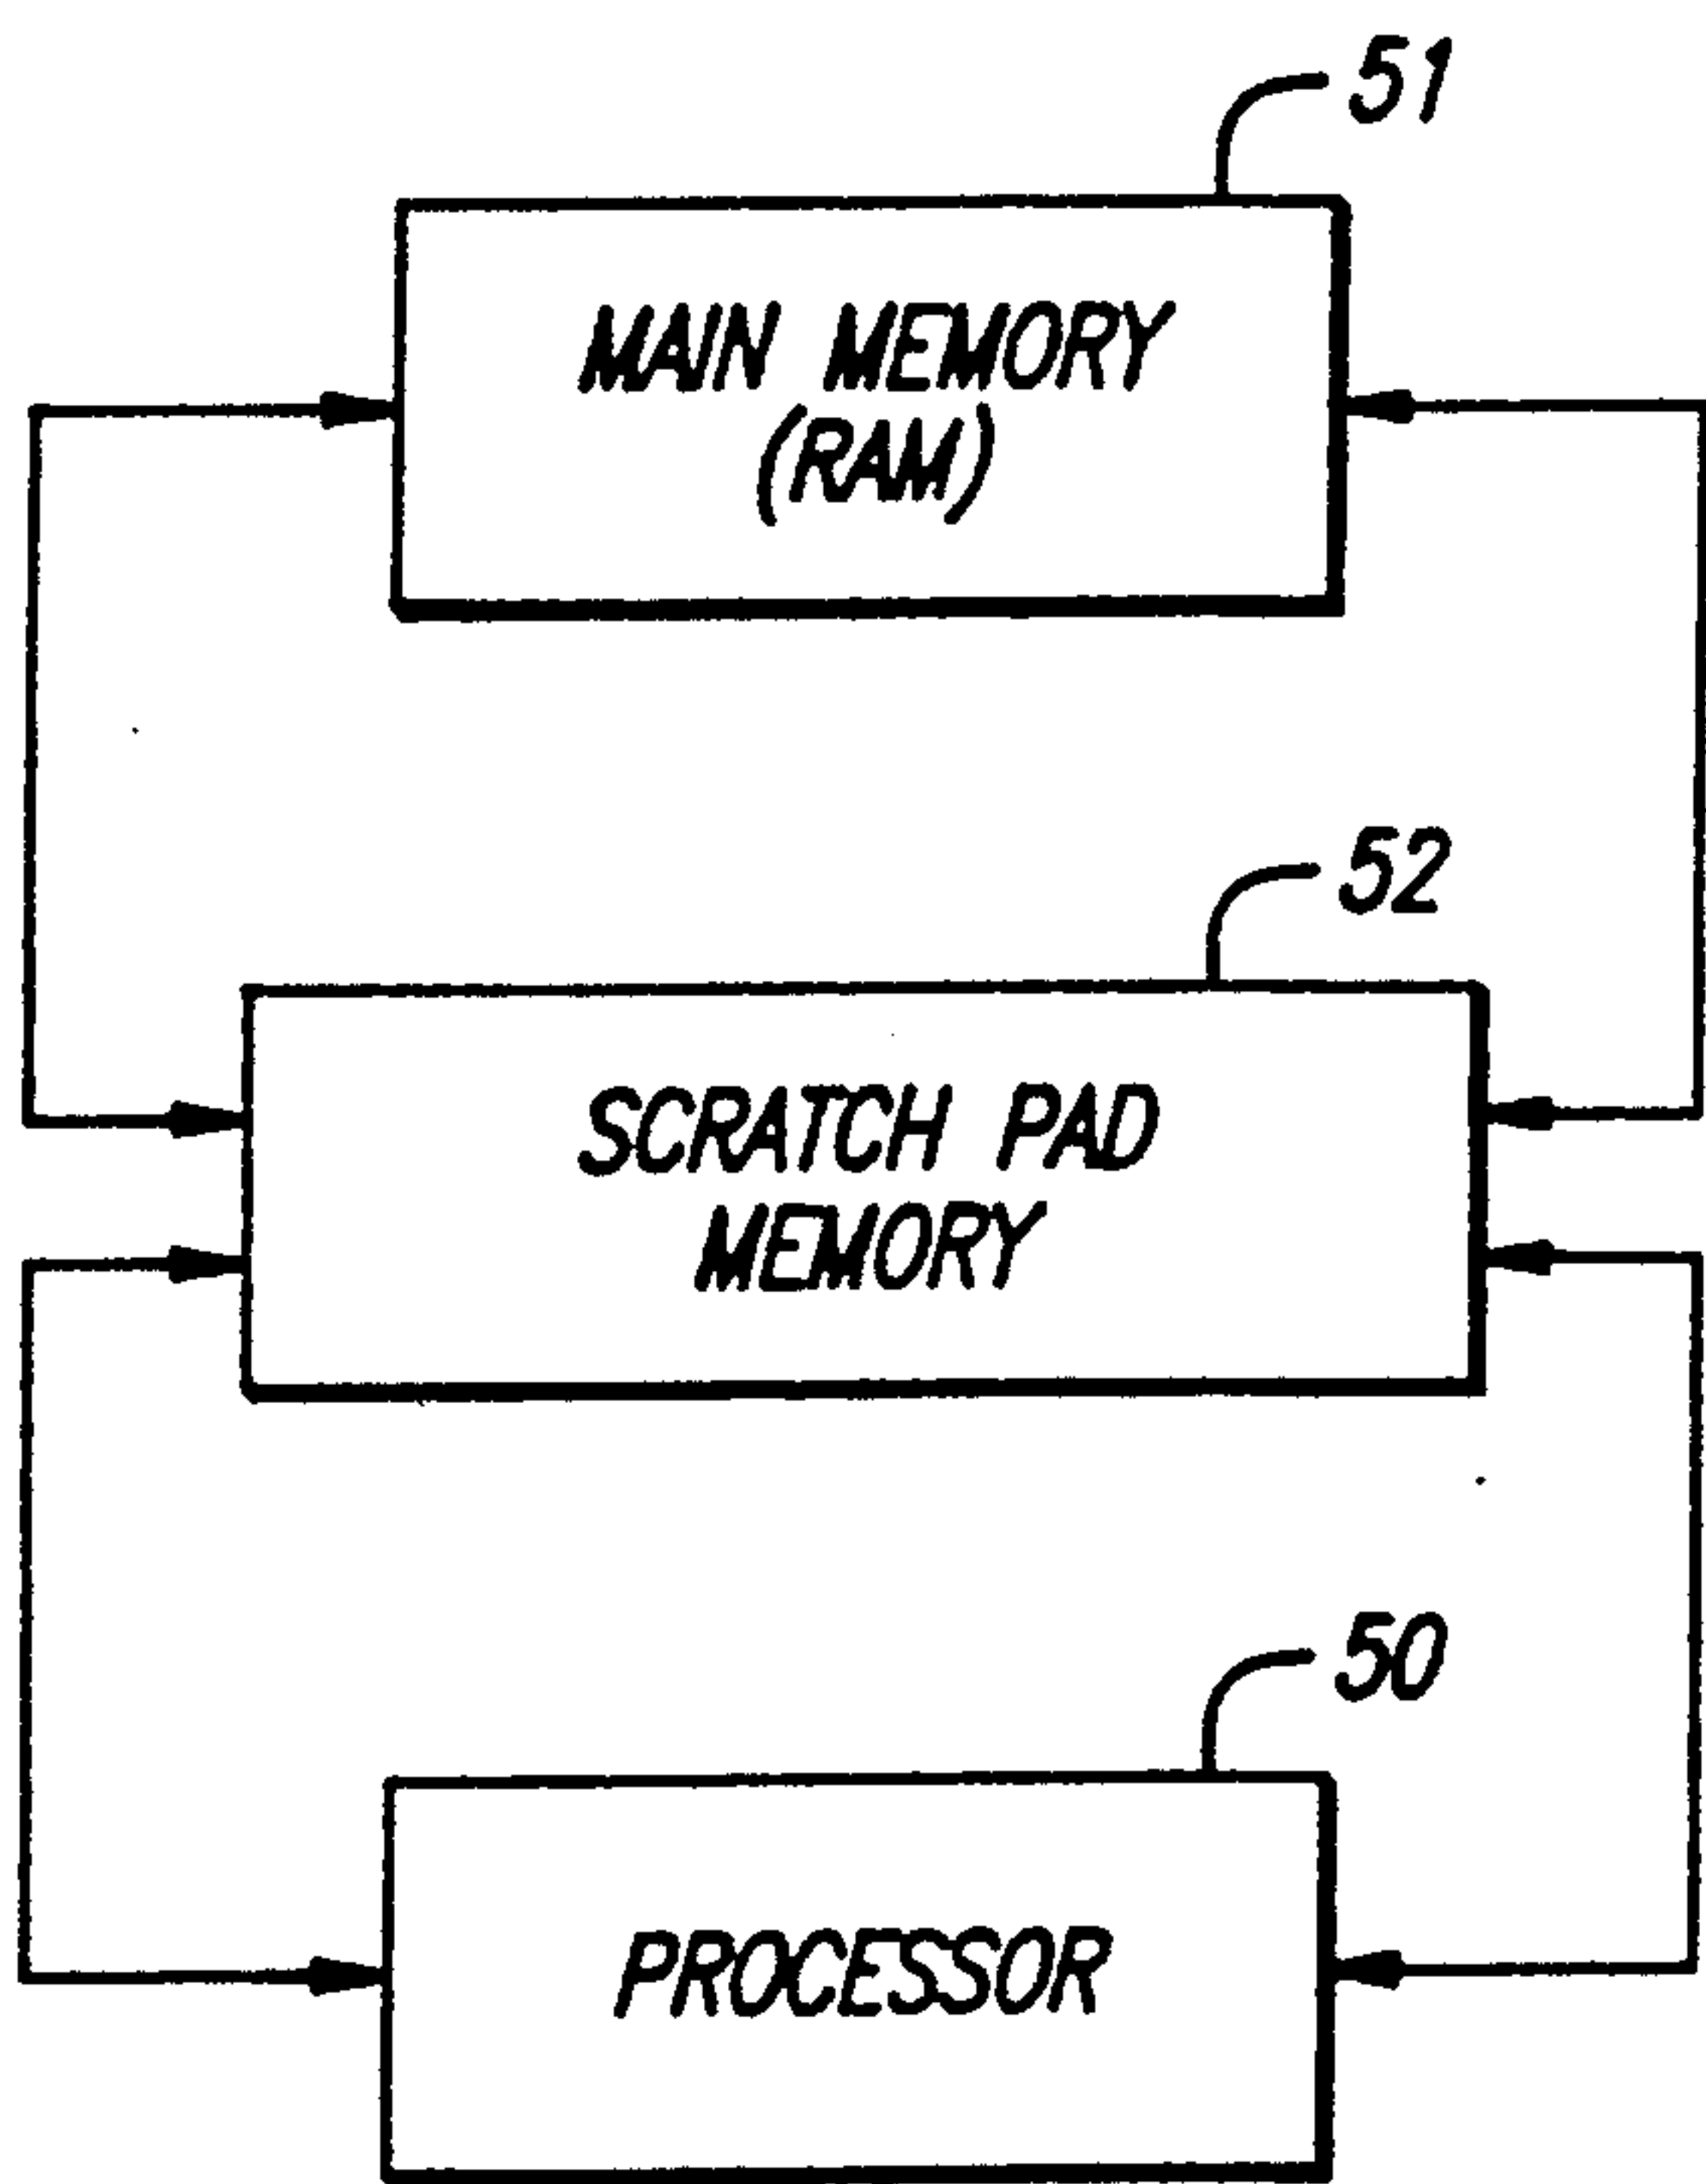 51
MAIN MEMORY
(RAM)
52
SCRATCH PAD
MEMORY
50
PROCESSOR